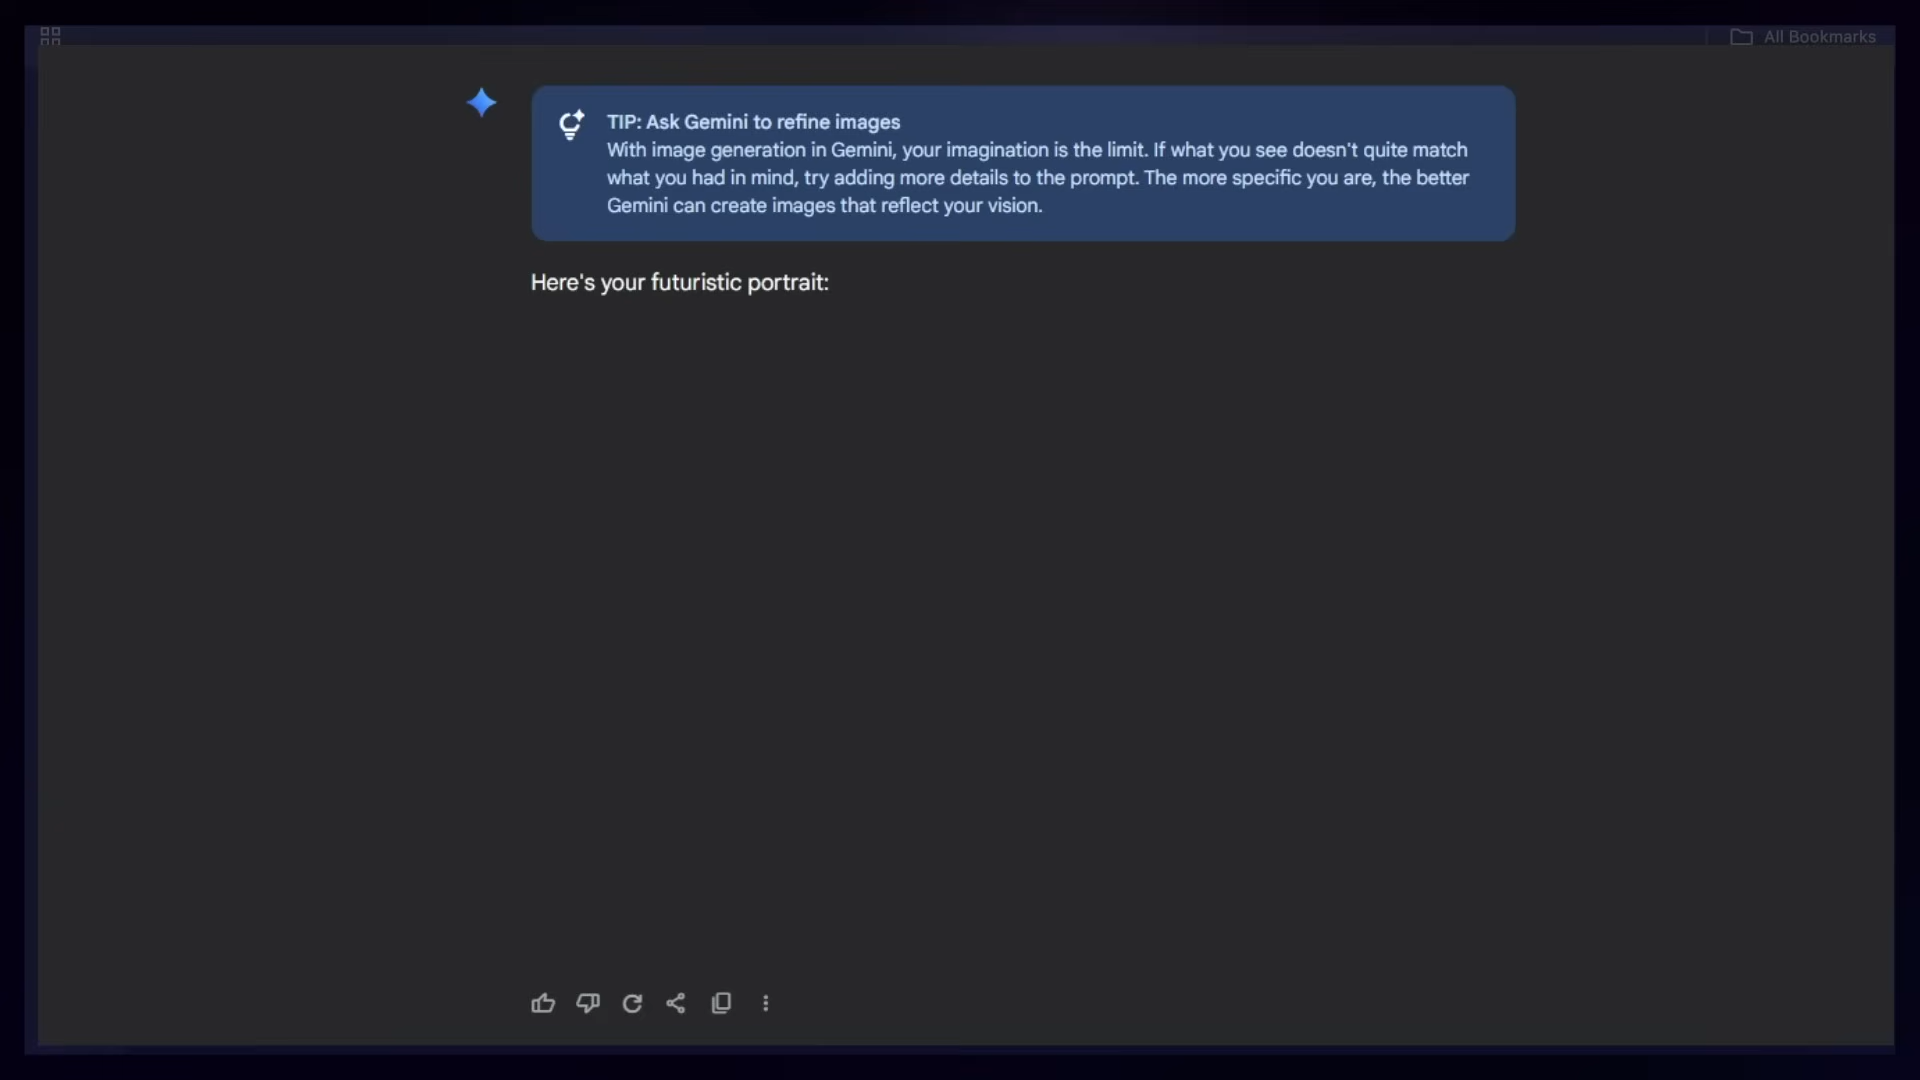 All Bookmarks
TIP: Ask Gemini to refine images
With image generation in Gemini, your imagination is the limit. If what you see doesn't quite match
what you had in mind, try adding more details to the prompt. The more specific you are, the better
Gemini can create images that reflect your vision.
Here's your futuristic portrait: